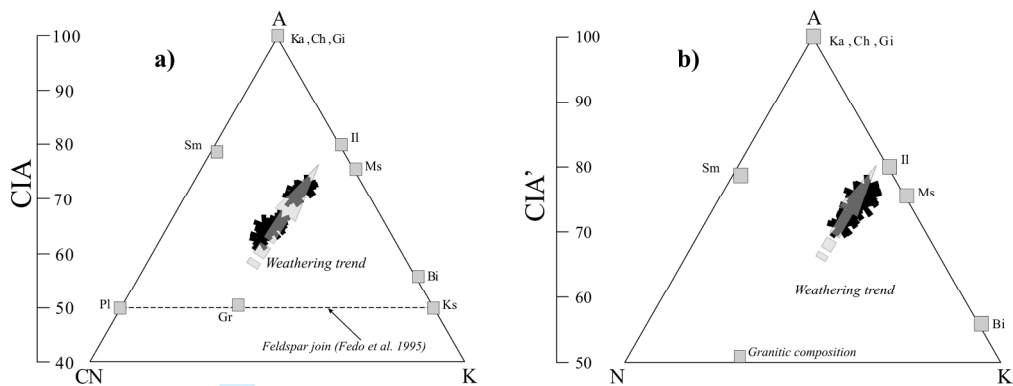 a)
CIA
100
90
80
70
60
50
40
A
Ka , Ch , Gi
Sm
Il
Ms
Weathering trend
Bi
Pl
Gr
Ks
Feldspar join (Fedo et al. 1995)
CN
K
b)
CIA'
100
90
80
70
60
50
A
Ka , Ch , Gi
Sm
Il
Ms
Weathering trend
Bi
Granitic composition
N
K